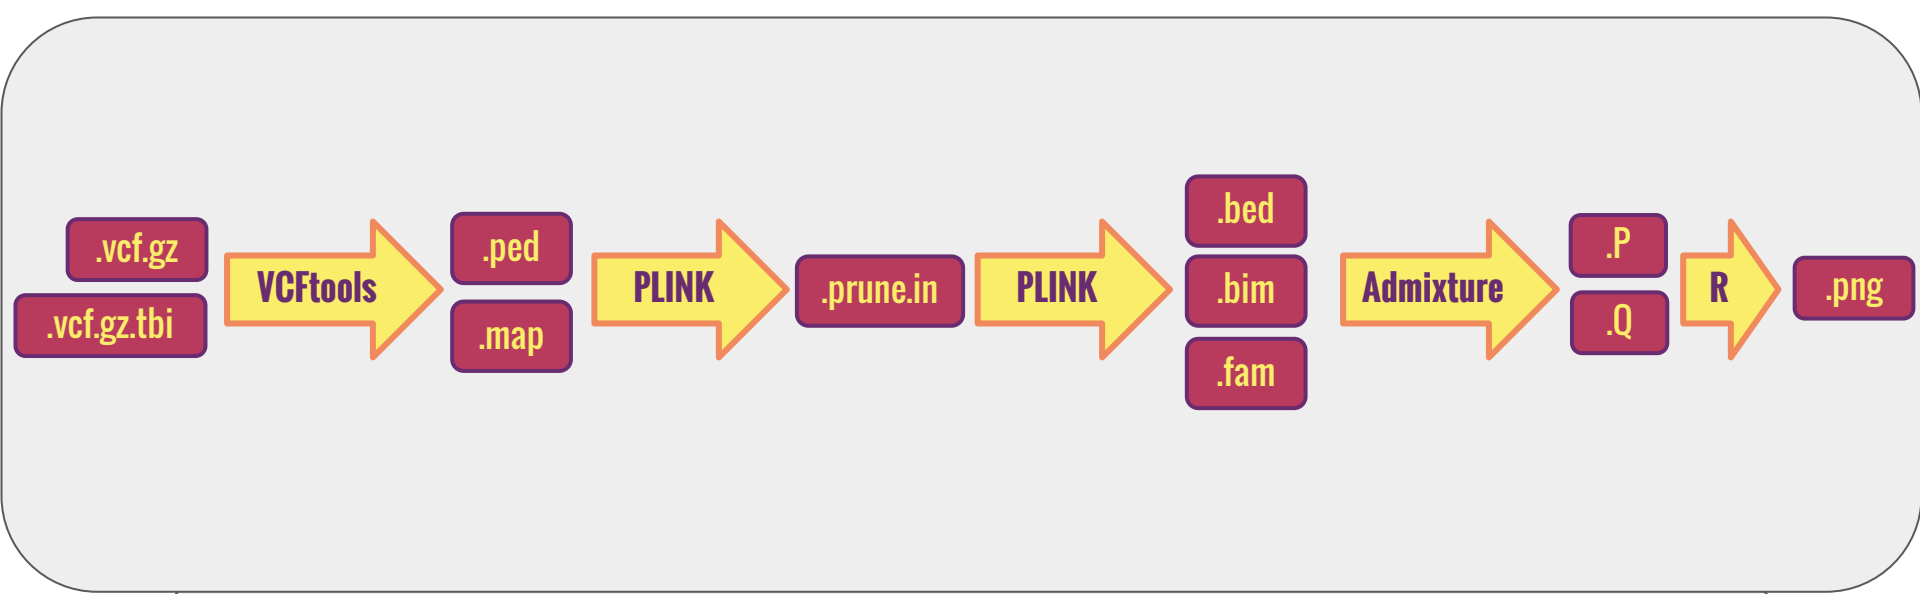 .vcf.gz
.vcf.gz.tbi
VCFtools
.ped
.map
PLINK
.prune.in
PLINK
.bed
.bim
.fam
Admixture
.P
.Q
R
.png